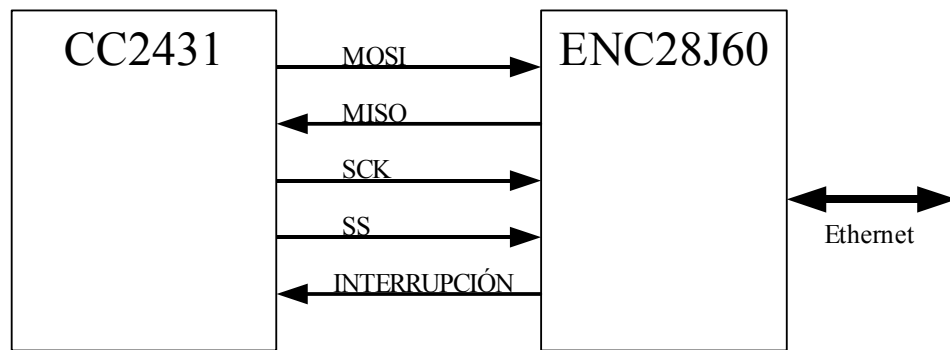 CC2431
ENC28J60
MOSI
MISO
SCK
SS
INTERRUPCIÓN
Ethernet